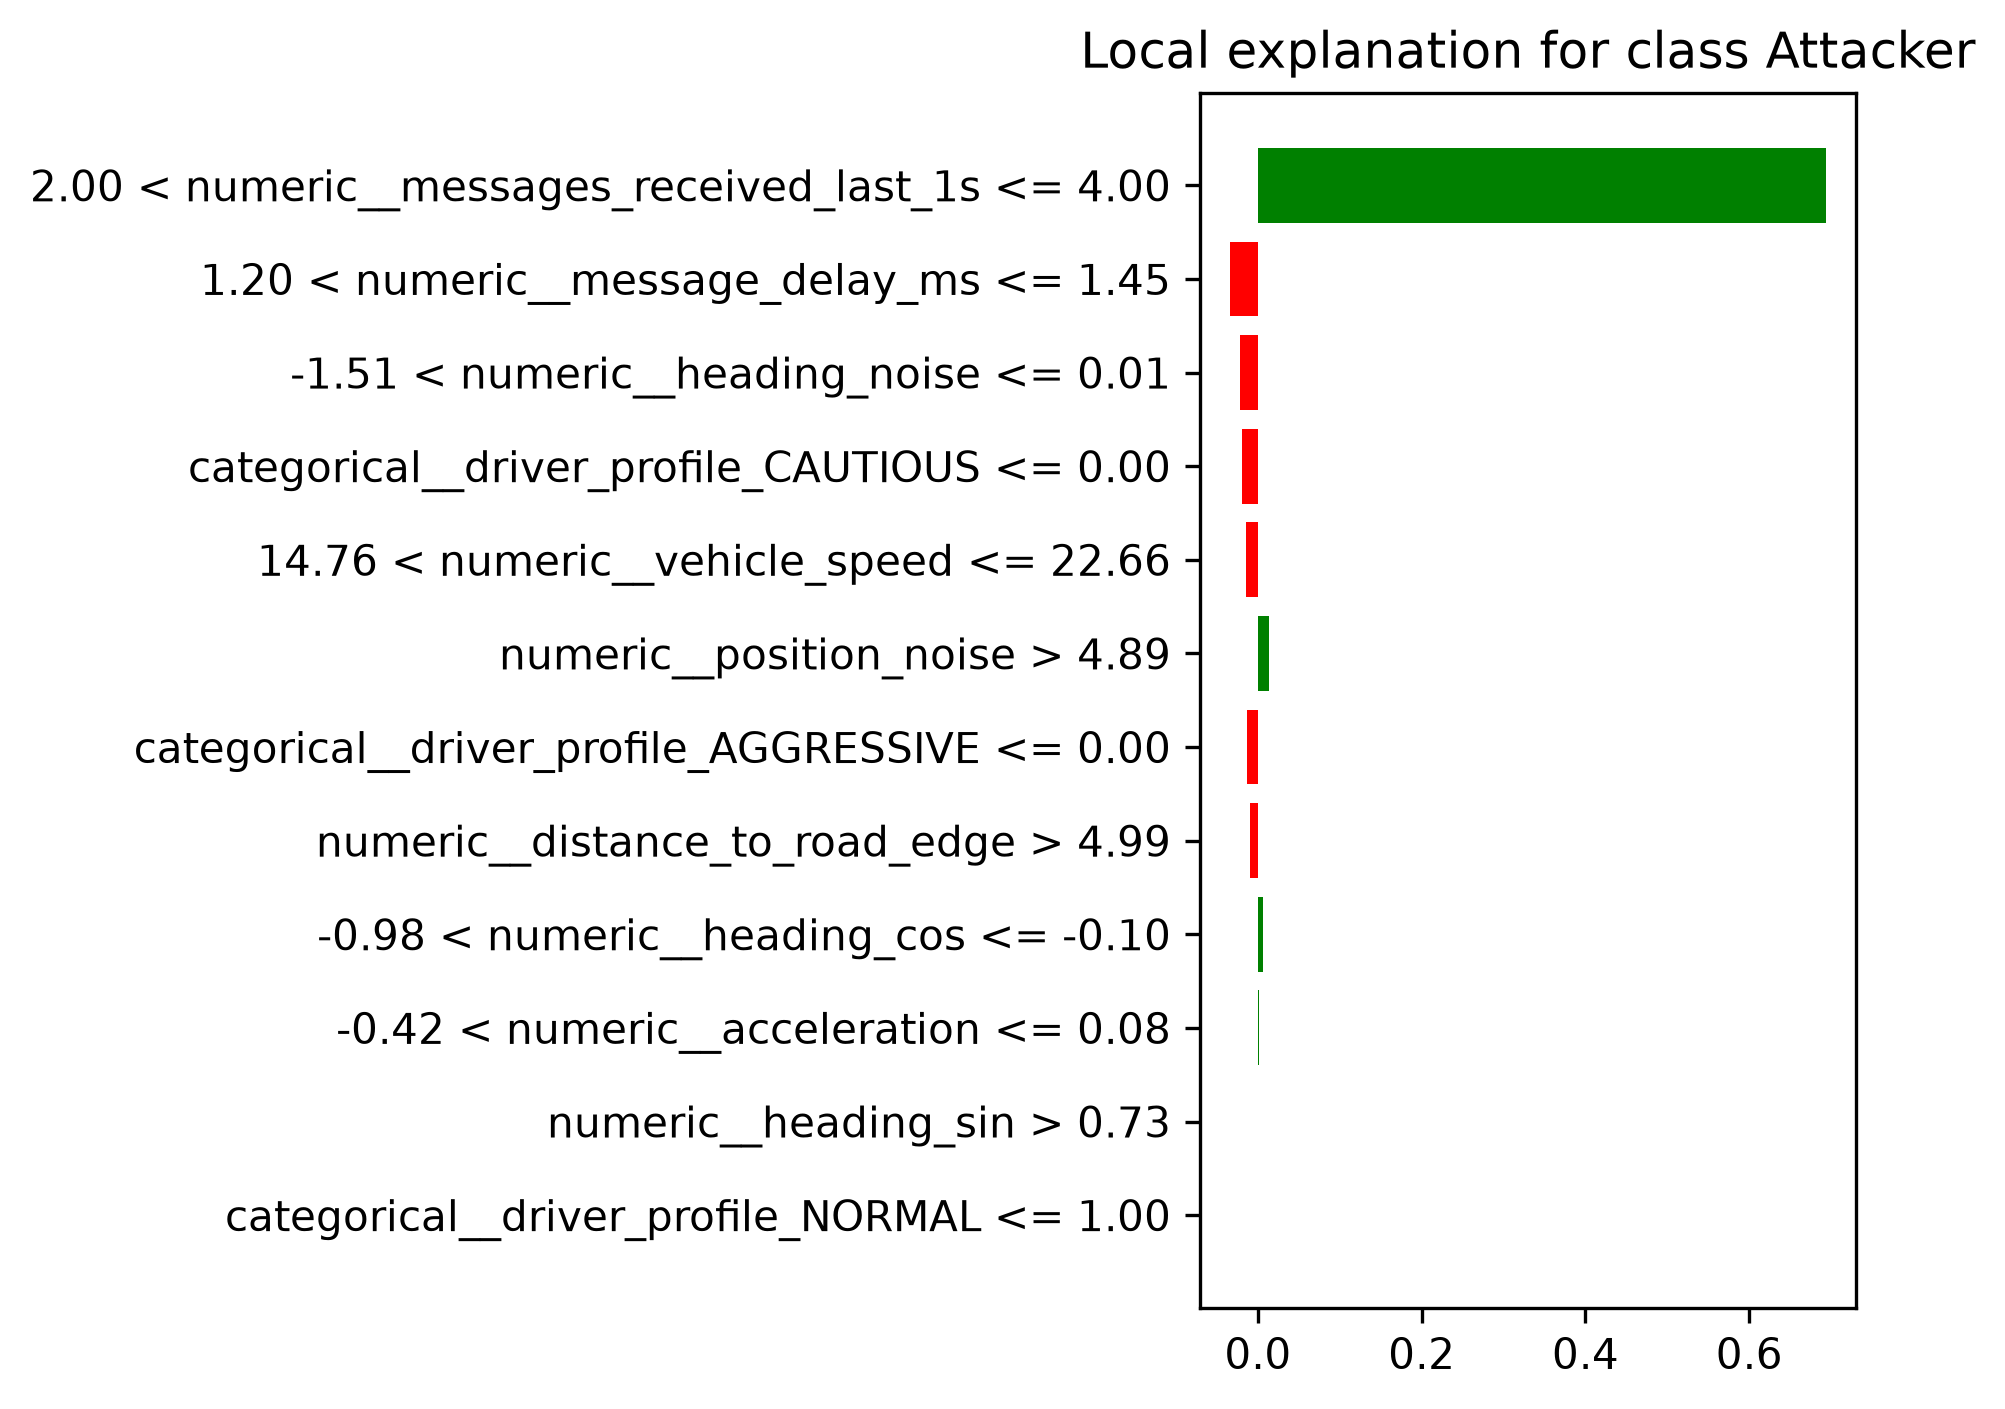 Local explanation for class Attacker
2.00 < numeric__messages_received_last_1s <= 4.00
1.20 < numeric__message_delay_ms <= 1.45
-1.51 < numeric__heading_noise <= 0.01
categorical__driver_profile_CAUTIOUS <= 0.00
14.76 < numeric__vehicle_speed <= 22.66
numeric__position_noise > 4.89
categorical__driver_profile_AGGRESSIVE <= 0.00
numeric__distance_to_road_edge > 4.99
-0.98 < numeric__heading_cos <= -0.10
-0.42 < numeric__acceleration <= 0.08
numeric__heading_sin > 0.73
categorical__driver_profile_NORMAL <= 1.00
0.0 0.2 0.4 0.6